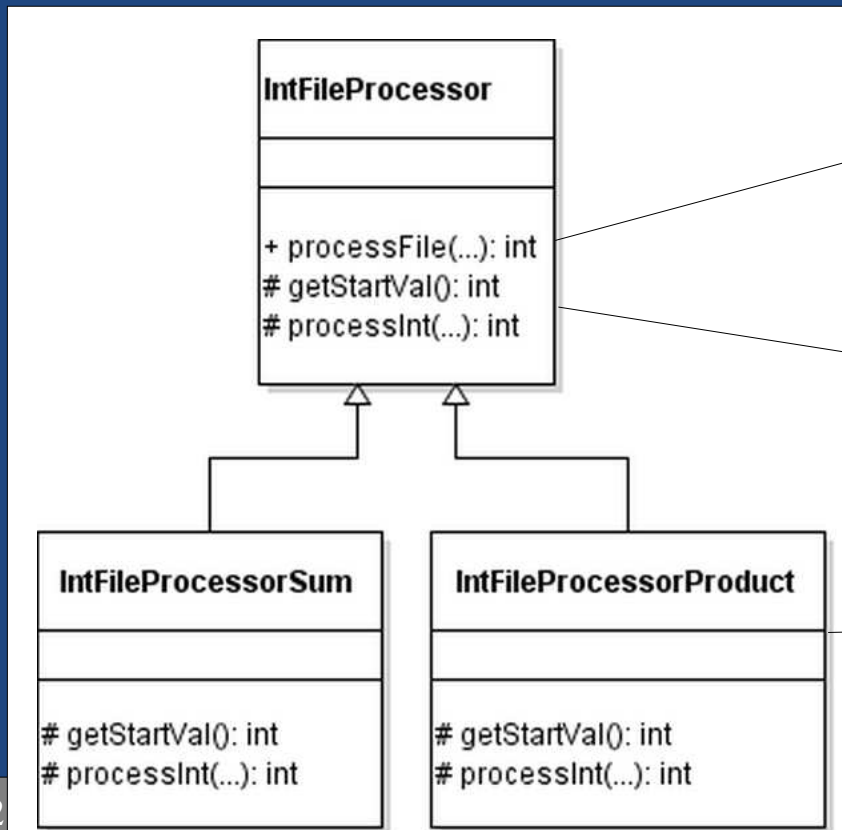 IntFileProcessor
+ processFile(...): int
# getStartVal(): int
# processInt(...): int
IntFileProcessorSum
# getStartVal(): int
# processInt(...): int
IntFileProcessorProduct
# getStartVal(): int
# processInt(...): int